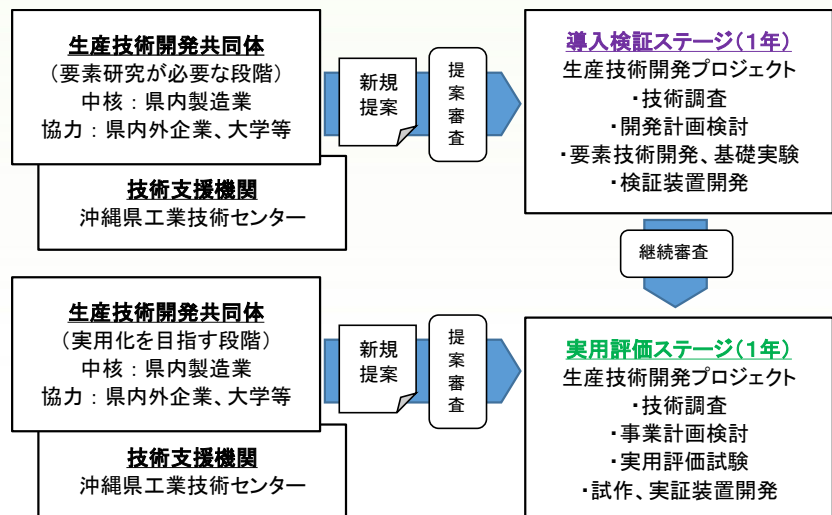 生産技術開発共同体
（要素研究が必要な段階）
中核：県内製造業
協力：県内外企業、大学等
技術支援機関
沖縄県工業技術センター
新規
提案
提
案
審
査
導入検証ステージ（1年）
生産技術開発プロジェクト
・技術調査
・開発計画検討
・要素技術開発、基礎実験
・検証装置開発
継続審査
生産技術開発共同体
（実用化を目指す段階）
中核：県内製造業
協力：県内外企業、大学等
技術支援機関
沖縄県工業技術センター
新規
提案
提
案
審
査
実用評価ステージ（1年）
生産技術開発プロジェクト
・技術調査
・事業計画検討
・実用評価試験
・試作、実証装置開発